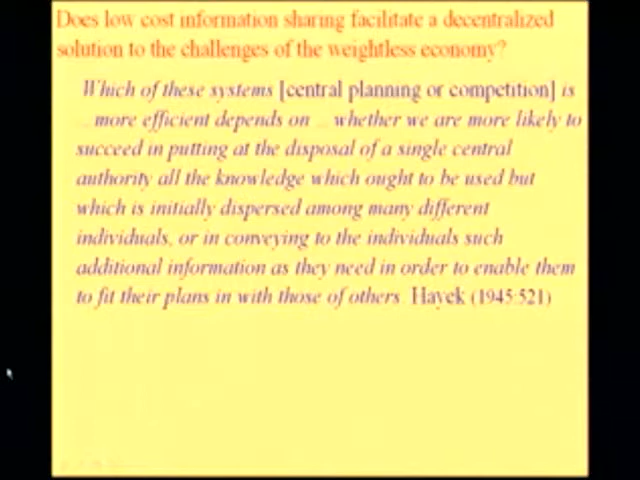 Does low cost information sharing facilitate a decentralized
solution to the challenges of the weightless economy?
Which of these systems [central planning or competition] is
... more efficient depends on ... whether we are more likely to
succeed in putting at the disposal of a single central
authority all the knowledge which ought to be used but
which is initially dispersed among many different
individuals, or in conveying to the individuals such
additional information as they need in order to enable them
to fit their plans in with those of others. Hayek (1945:521)